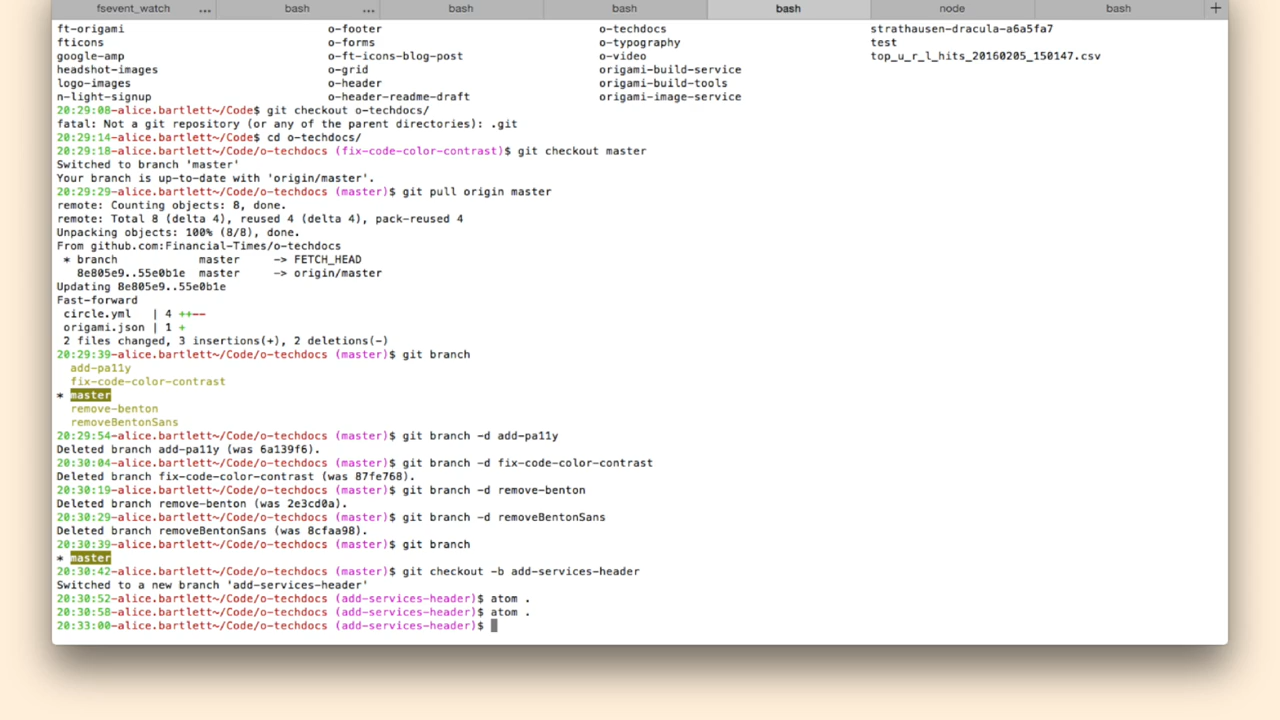 fsevent_watch ... bash ... bash bash bash node bash +
ft-origami o-footer o-techdocs strathausen-dracula-a6a5fa7
fticons o-forms o-typography test
google-amp o-ft-icons-blog-post o-video top_u_r_l_hits_20160205_150147.csv
headshot-images o-grid origami-build-service
logo-images o-header origami-build-tools
n-light-signup o-header-readme-draft origami-image-service
20:29:08-alice.bartlett~/Code$ git checkout o-techdocs/
fatal: Not a git repository (or any of the parent directories): .git
20:29:14-alice.bartlett~/Code$ cd o-techdocs/
20:29:18-alice.bartlett~/Code/o-techdocs (fix-code-color-contrast)$ git checkout master
Switched to branch 'master'
Your branch is up-to-date with 'origin/master'.
20:29:29-alice.bartlett~/Code/o-techdocs (master)$ git pull origin master
remote: Counting objects: 8, done.
remote: Total 8 (delta 4), reused 4 (delta 4), pack-reused 4
Unpacking objects: 100% (8/8), done.
From github.com:Financial-Times/o-techdocs
* branch master -> FETCH_HEAD
8e805e9..55e0b1e master -> origin/master
Updating 8e805e9..55e0b1e
Fast-forward
circle.yml | 4 ++--
origami.json | 1 +
2 files changed, 3 insertions(+), 2 deletions(-)
20:29:39-alice.bartlett~/Code/o-techdocs (master)$ git branch
add-pa11y
fix-code-color-contrast
* master
remove-benton
removeBentonSans
20:29:54-alice.bartlett~/Code/o-techdocs (master)$ git branch -d add-pa11y
Deleted branch add-pa11y (was 6a139f6).
20:30:04-alice.bartlett~/Code/o-techdocs (master)$ git branch -d fix-code-color-contrast
Deleted branch fix-code-color-contrast (was 87fe768).
20:30:19-alice.bartlett~/Code/o-techdocs (master)$ git branch -d remove-benton
Deleted branch remove-benton (was 2e3cd0a).
20:30:29-alice.bartlett~/Code/o-techdocs (master)$ git branch -d removeBentonSans
Deleted branch removeBentonSans (was 8cfaa98).
20:30:39-alice.bartlett~/Code/o-techdocs (master)$ git branch
* master
20:30:42-alice.bartlett~/Code/o-techdocs (master)$ git checkout -b add-services-header
Switched to a new branch 'add-services-header'
20:30:52-alice.bartlett~/Code/o-techdocs (add-services-header)$ atom .
20:30:58-alice.bartlett~/Code/o-techdocs (add-services-header)$ atom .
20:33:00-alice.bartlett~/Code/o-techdocs (add-services-header)$